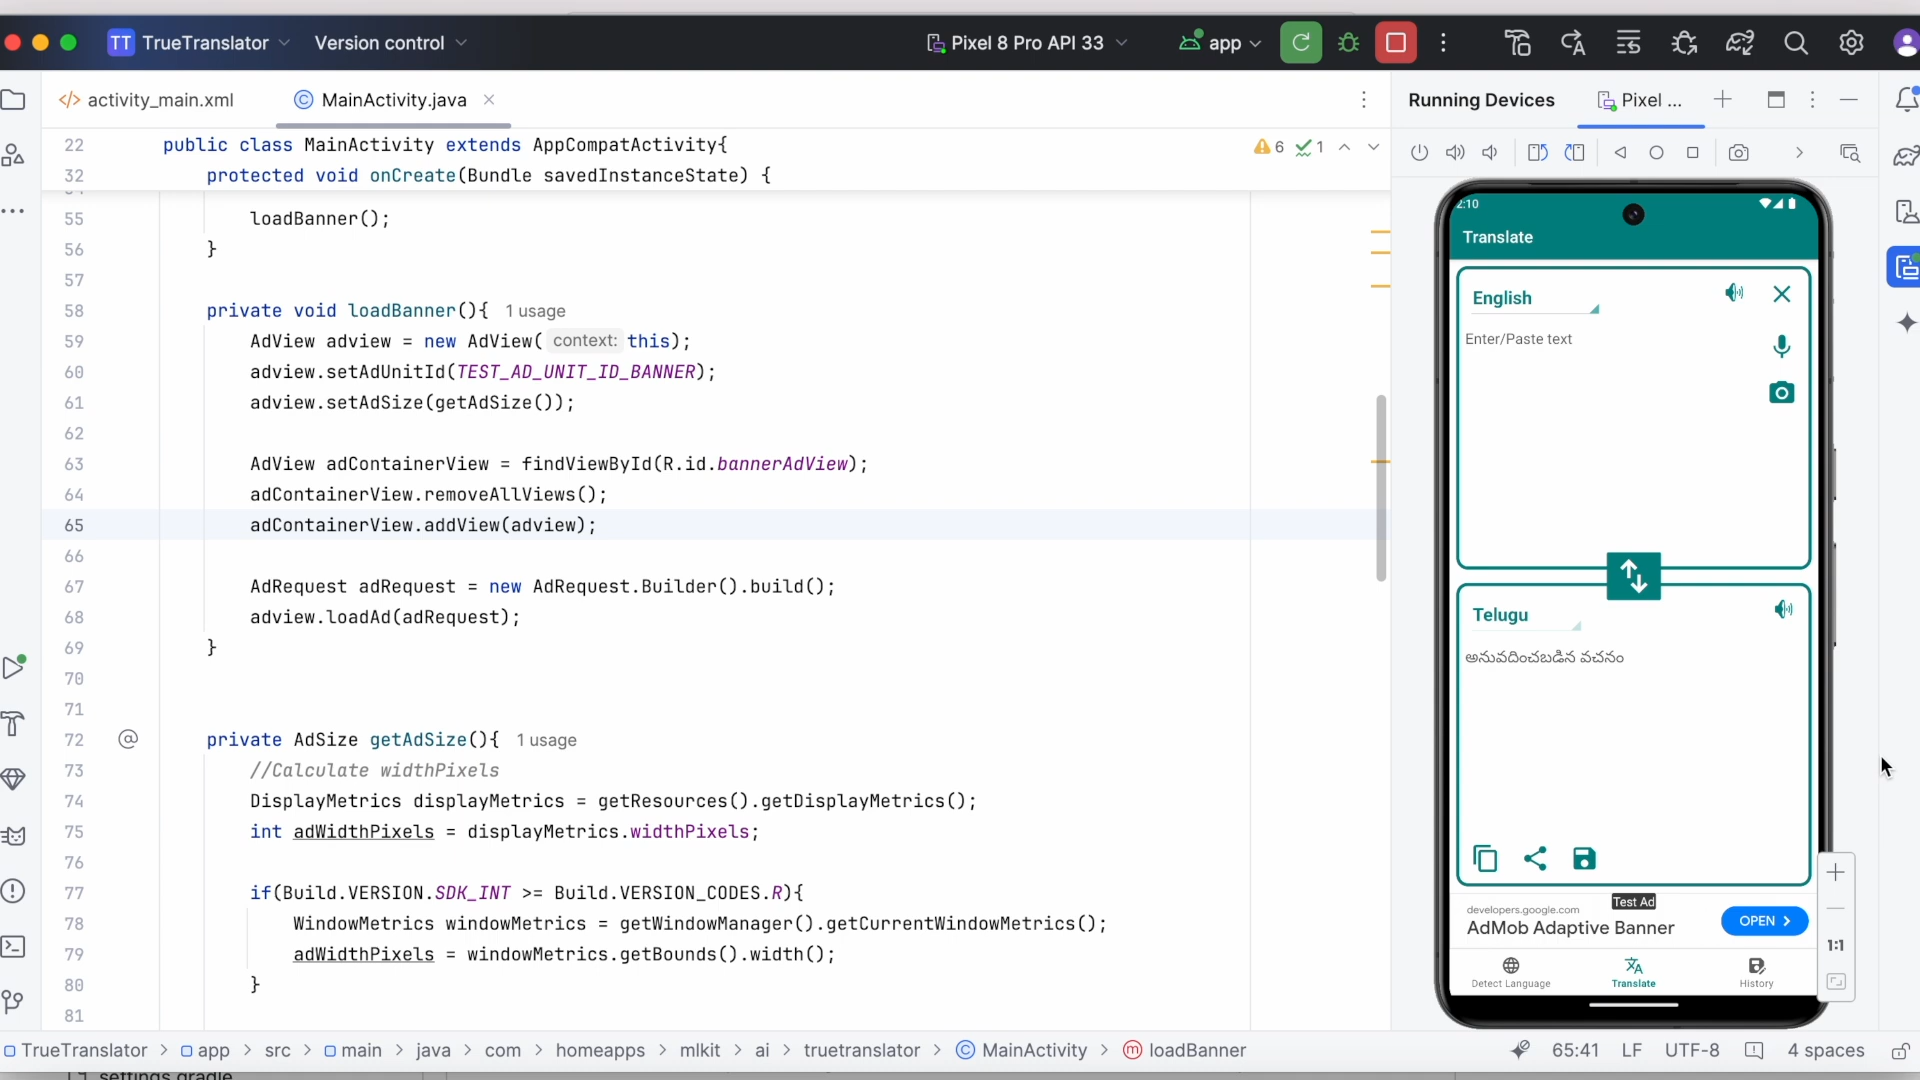 TT TrueTranslator Version control Pixel 8 Pro API 33 app
activity_main.xml MainActivity.java
22 public class MainActivity extends AppCompatActivity{ 6 1
32 protected void onCreate(Bundle savedInstanceState) {
55 loadBanner();
56 }
57
58 private void loadBanner(){ 1 usage
59 AdView adview = new AdView( context: this);
60 adview.setAdUnitId(TEST_AD_UNIT_ID_BANNER);
61 adview.setAdSize(getAdSize());
62
63 AdView adContainerView = findViewById(R.id.bannerAdView);
64 adContainerView.removeAllViews();
65 adContainerView.addView(adview);
66
67 AdRequest adRequest = new AdRequest.Builder().build();
68 adview.loadAd(adRequest);
69 }
70
71
72 @ private AdSize getAdSize(){ 1 usage
73 //Calculate widthPixels
74 DisplayMetrics displayMetrics = getResources().getDisplayMetrics();
75 int adWidthPixels = displayMetrics.widthPixels;
76
77 if(Build.VERSION.SDK_INT >= Build.VERSION_CODES.R){
78 WindowMetrics windowMetrics = getWindowManager().getCurrentWindowMetrics();
79 adWidthPixels = windowMetrics.getBounds().width();
80 }
81
Running Devices Pixel ...
2:10
Translate
English
Enter/Paste text
Telugu
అనువదించబడిన వచనం
Test Ad
developers.google.com
AdMob Adaptive Banner
OPEN >
Detect Language Translate History
1:1
TrueTranslator > app > src > main > java > com > homeapps > mlkit > ai > truetranslator > MainActivity > loadBanner 65:41 LF UTF-8 4 spaces
settings.gradle